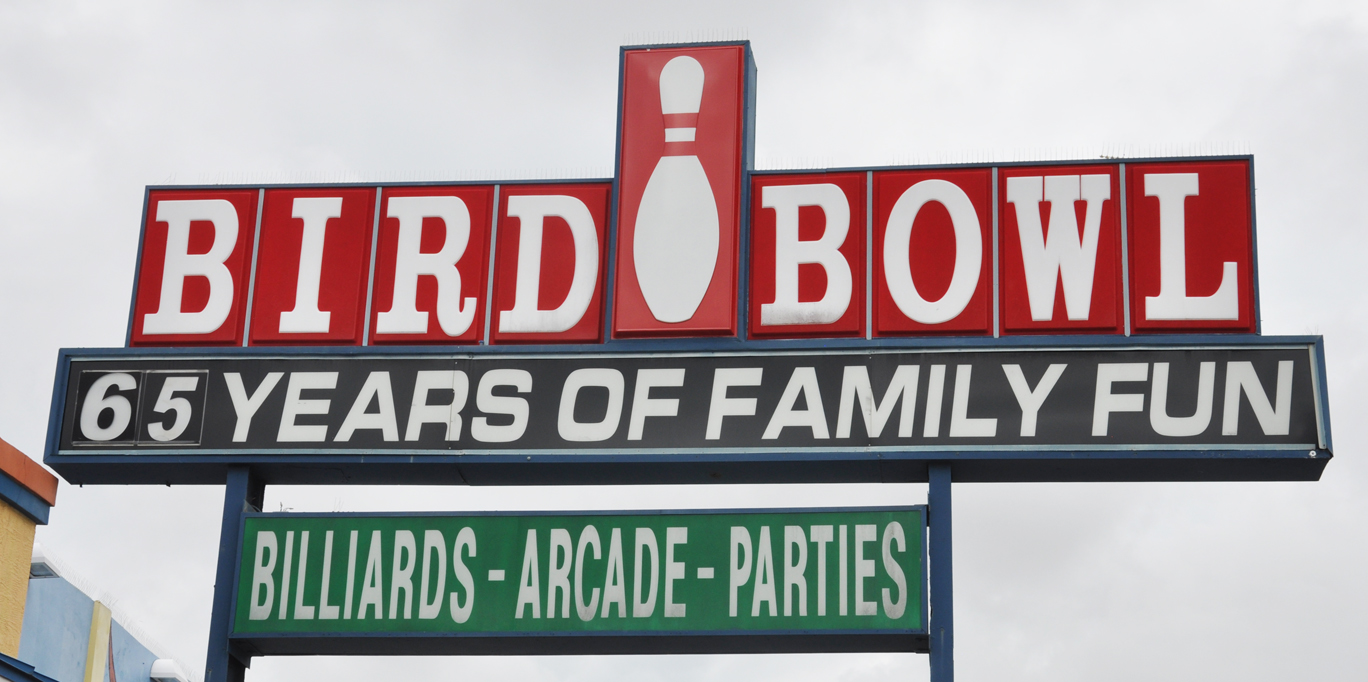 BIRD BOWL
65 YEARS OF FAMILY FUN
BILLIARDS - ARCADE - PARTIES